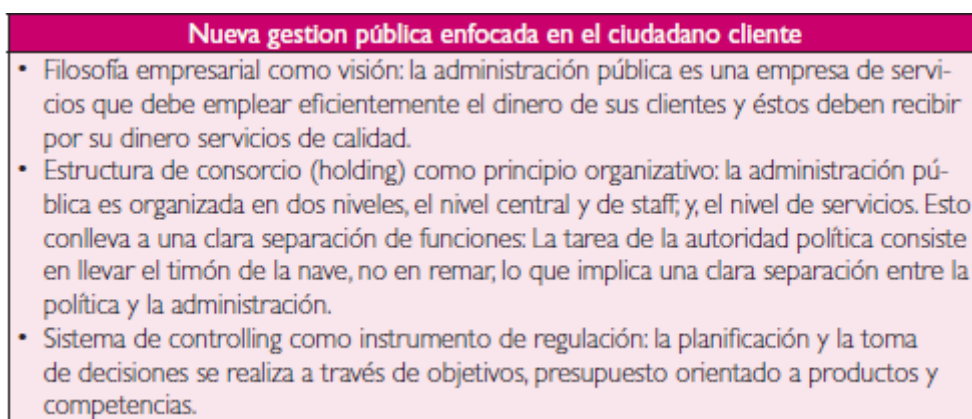 Nueva gestion pública enfocada en el ciudadano cliente
• Filosofía empresarial como visión: la administración pública es una empresa de servi-
cios que debe emplear eficientemente el dinero de sus clientes y éstos deben recibir
por su dinero servicios de calidad.
• Estructura de consorcio (holding) como principio organizativo: la administración pú-
blica es organizada en dos niveles, el nivel central y de staff; y, el nivel de servicios. Esto
conlleva a una clara separación de funciones: La tarea de la autoridad política consiste
en llevar el timón de la nave, no en remar, lo que implica una clara separación entre la
política y la administración.
• Sistema de controlling como instrumento de regulación: la planificación y la toma
de decisiones se realiza a través de objetivos, presupuesto orientado a productos y
competencias.